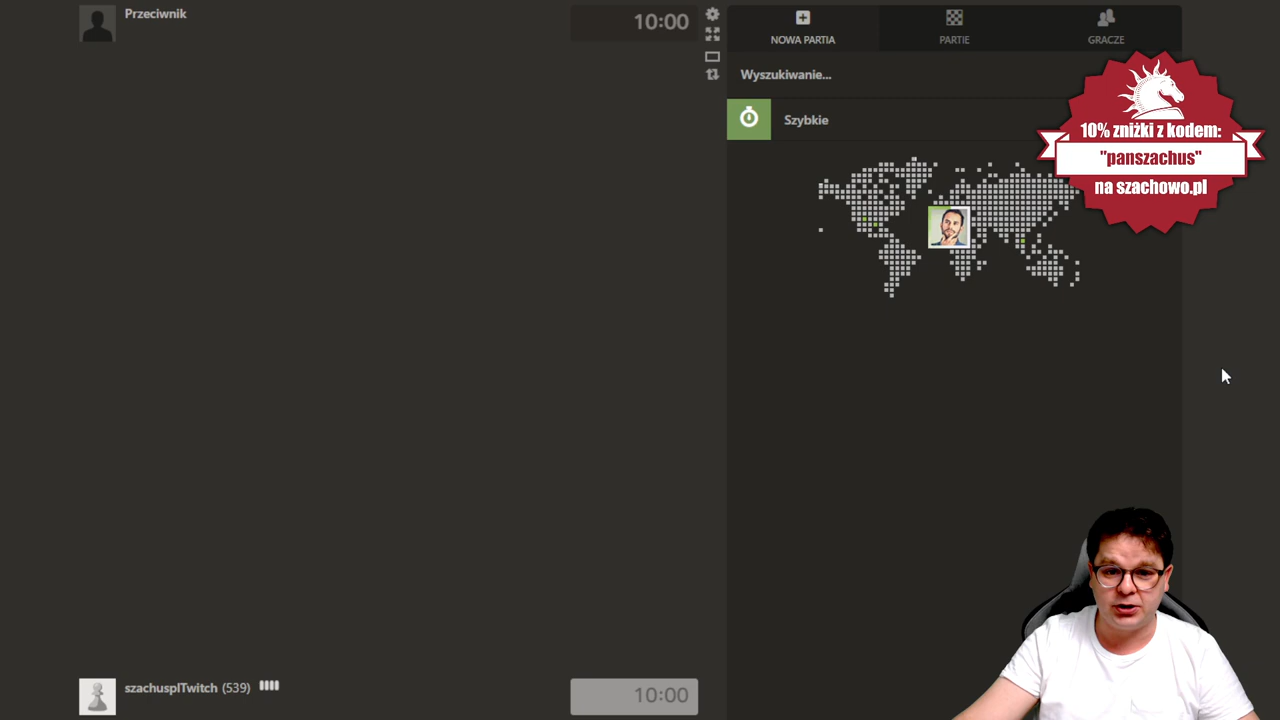 Przeciwnik
10:00
NOWA PARTIA
PARTIE
GRACZE
Wyszukiwanie...
Szybkie
10% zniżki z kodem:
"panszachus"
na szachowo.pl
szachusplTwitch (539)
10:00